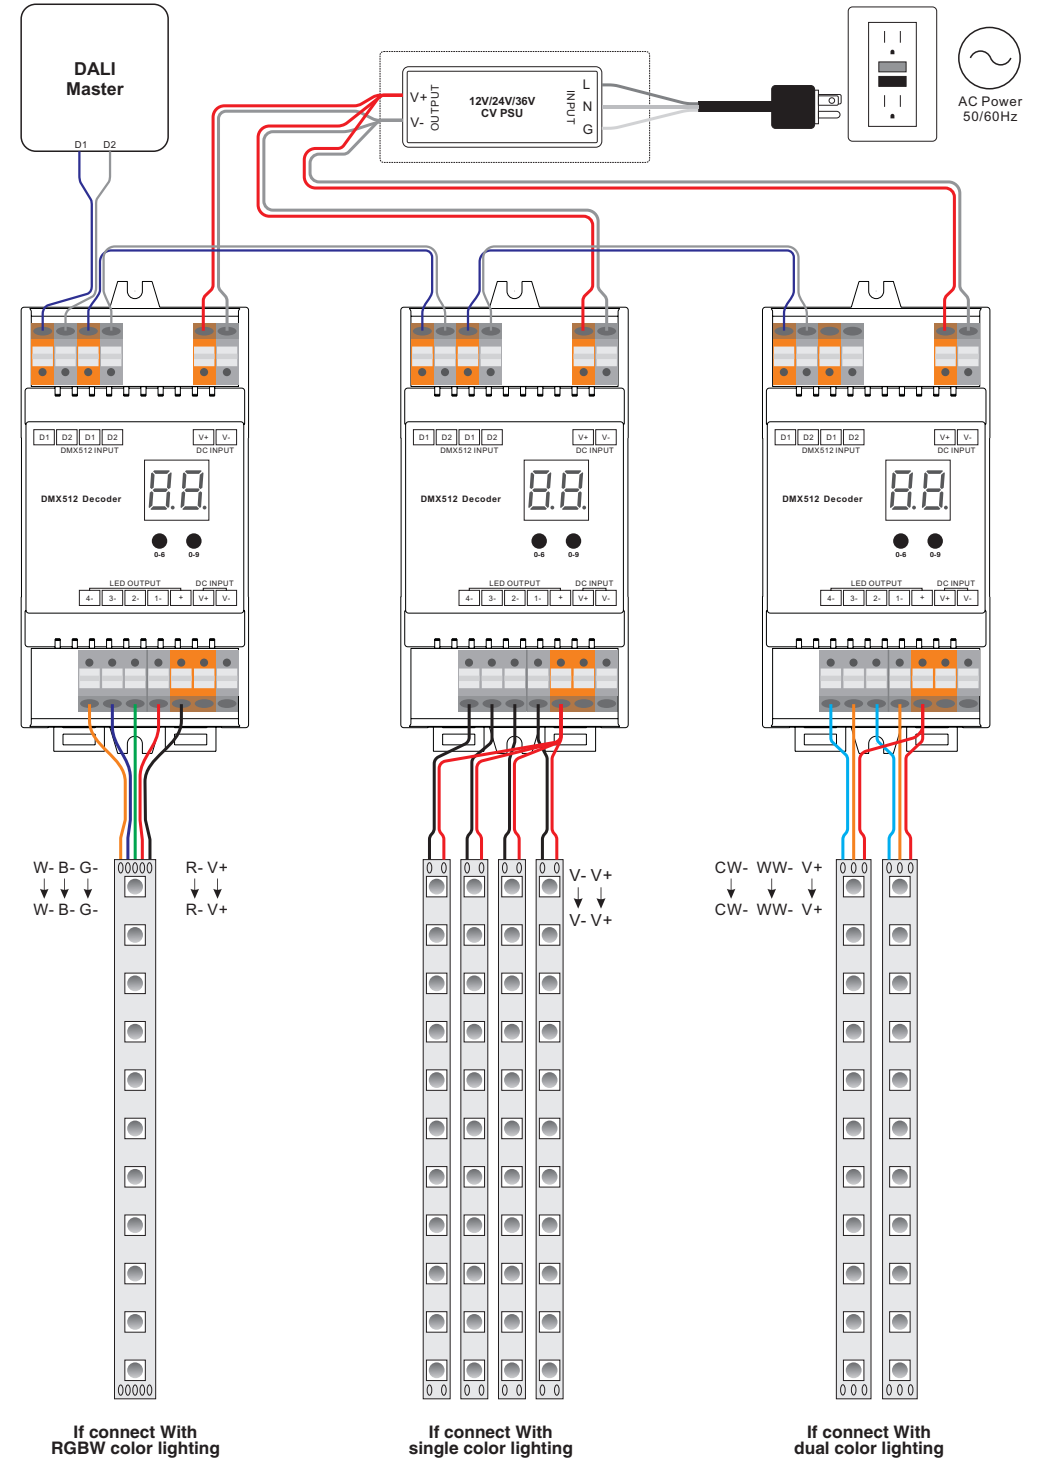 DALI
Master
D1 D2
V+
V-
OUTPUT
12V/24V/36V
CV PSU
INPUT
L
N
G
AC Power
50/60Hz
D1 D2 D1 D2
DMX512 INPUT
V+ V-
DC INPUT
DMX512 Decoder
8.8.
0-6 0-9
LED OUTPUT DC INPUT
4- 3- 2- 1- + V+ V-
D1 D2 D1 D2
DMX512 INPUT
V+ V-
DC INPUT
DMX512 Decoder
8.8.
0-6 0-9
LED OUTPUT DC INPUT
4- 3- 2- 1- + V+ V-
D1 D2 D1 D2
DMX512 INPUT
V+ V-
DC INPUT
DMX512 Decoder
8.8.
0-6 0-9
LED OUTPUT DC INPUT
4- 3- 2- 1- + V+ V-
W- B- G- R- V+
W- B- G- R- V+
V- V+
V- V+
CW- WW- V+
CW- WW- V+
If connect With
RGBW color lighting
If connect With
single color lighting
If connect With
dual color lighting